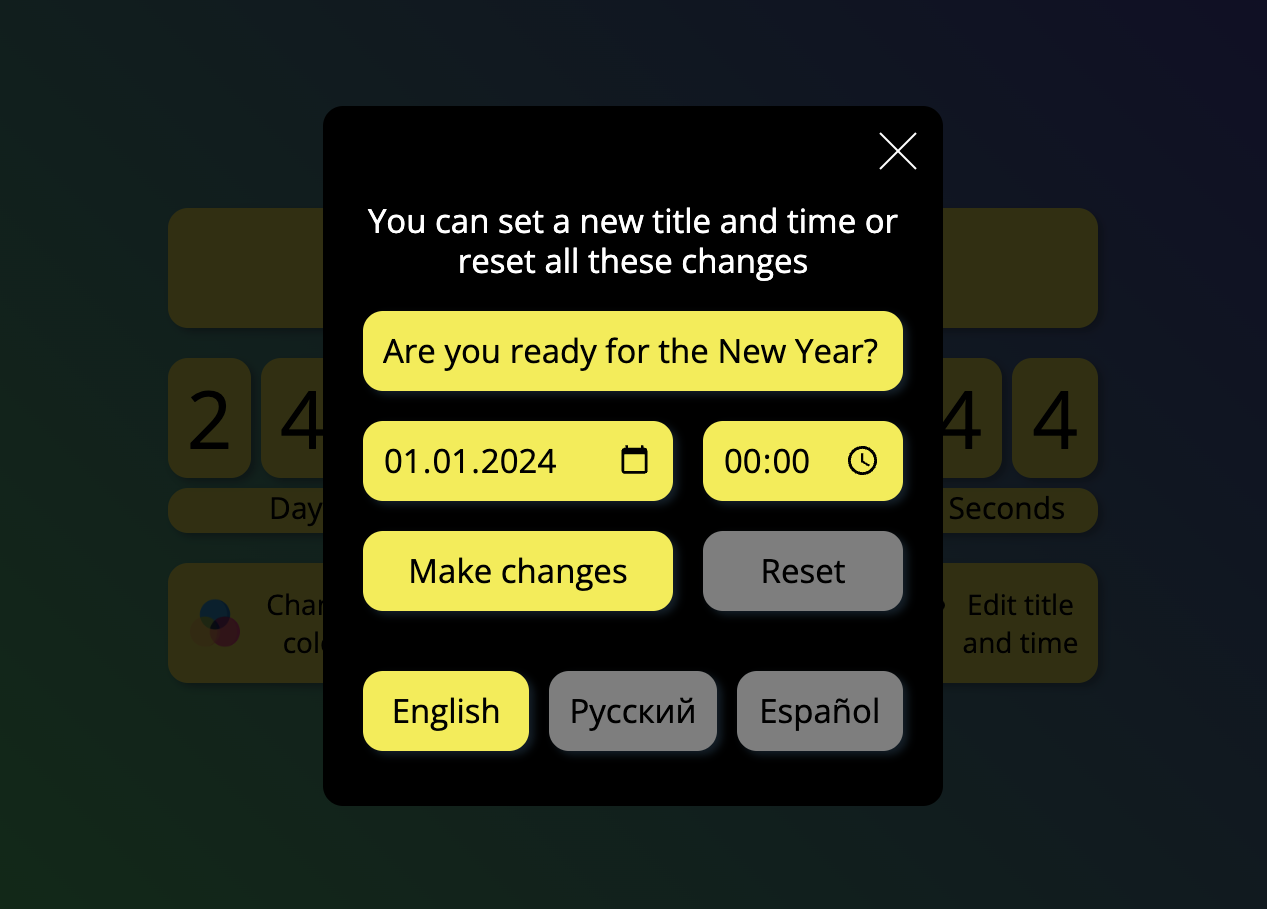 You can set a new title and time or
reset all these changes
Are you ready for the New Year?
01.01.2024
00:00
Make changes
Reset
English
Русский
Español
2
4
4
4
Day
Seconds
Edit title
and time